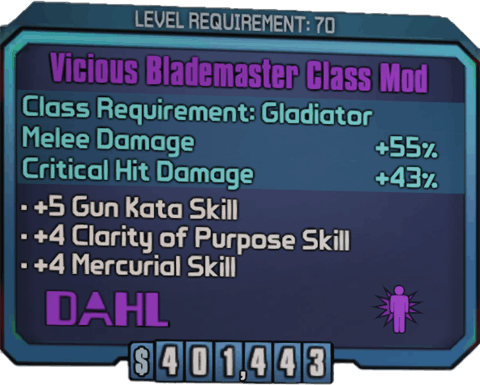 LEVEL REQUIREMENT: 70
Vicious Blademaster Class Mod
Class Requirement: Gladiator
Melee Damage +55%
Critical Hit Damage +43%
• +5 Gun Kata Skill
• +4 Clarity of Purpose Skill
• +4 Mercurial Skill
DAHL
$401,443